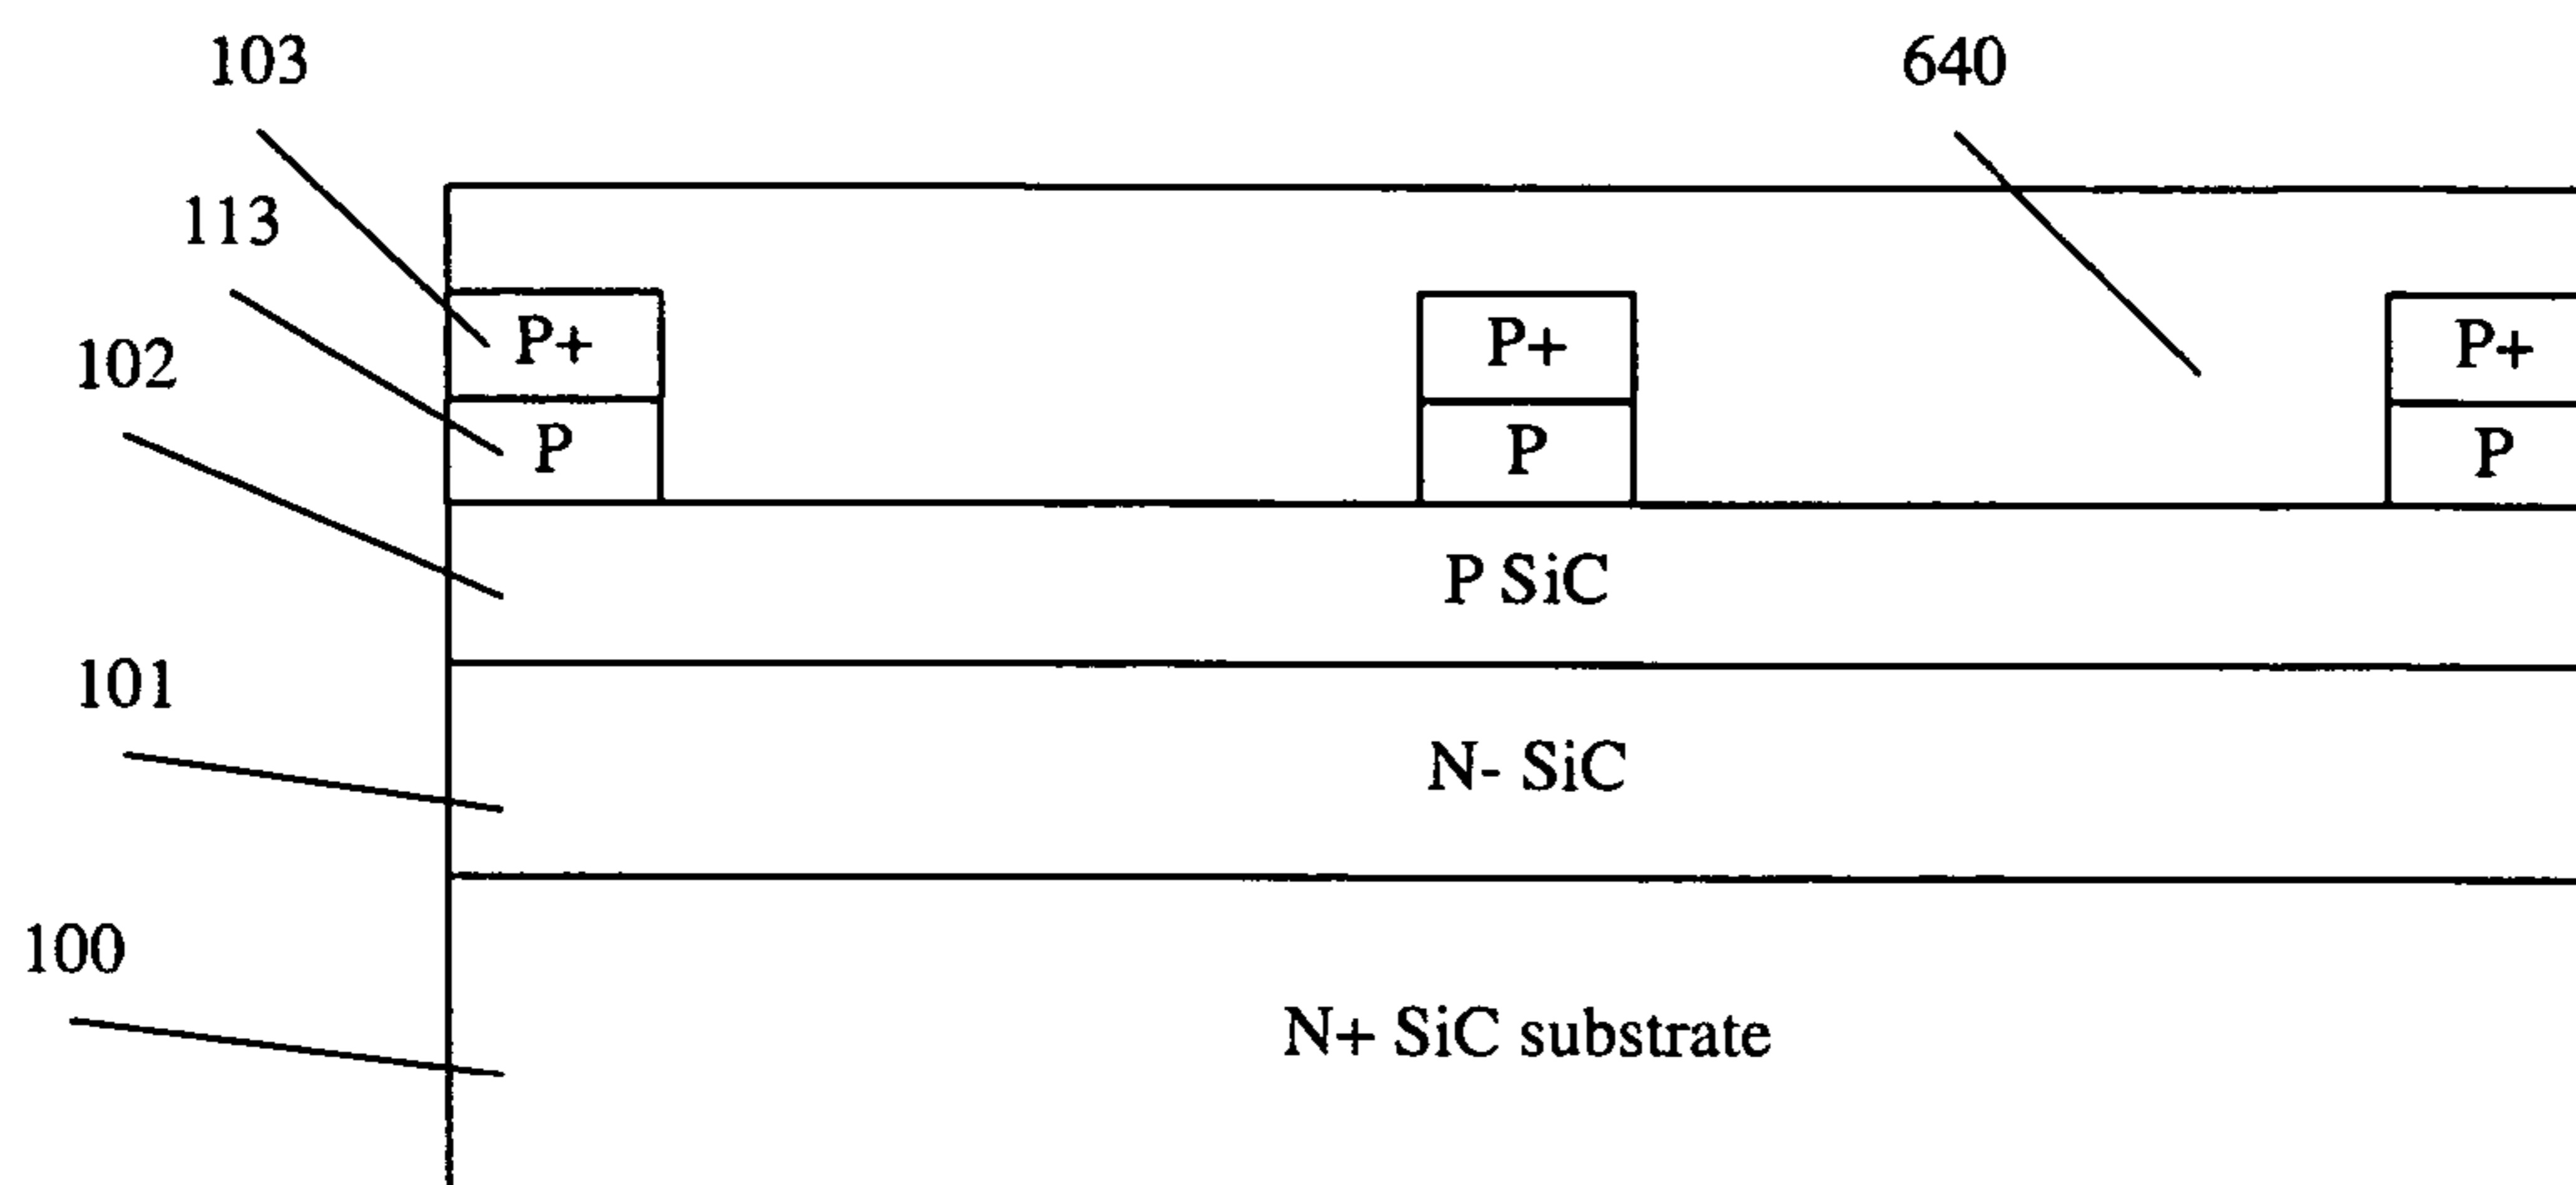 103
640
113
P+
P+
P+
102
P
P
P
P SiC
101
N- SiC
100
N+ SiC substrate